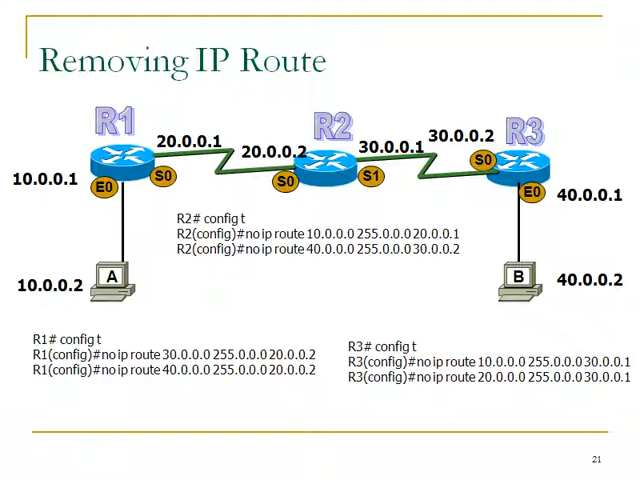 Removing IP Route
R1
R2
R3
20.0.0.1
20.0.0.2
30.0.0.1
30.0.0.2
10.0.0.1
E0
S0
S0
S1
S0
E0
40.0.0.1
R2# config t
R2(config)#no ip route 10.0.0.0 255.0.0.0 20.0.0.1
R2(config)#no ip route 40.0.0.0 255.0.0.0 30.0.0.2
10.0.0.2
A
B
40.0.0.2
R1# config t
R1(config)#no ip route 30.0.0.0 255.0.0.0 20.0.0.2
R1(config)#no ip route 40.0.0.0 255.0.0.0 20.0.0.2
R3# config t
R3(config)#no ip route 10.0.0.0 255.0.0.0 30.0.0.1
R3(config)#no ip route 20.0.0.0 255.0.0.0 30.0.0.1
21